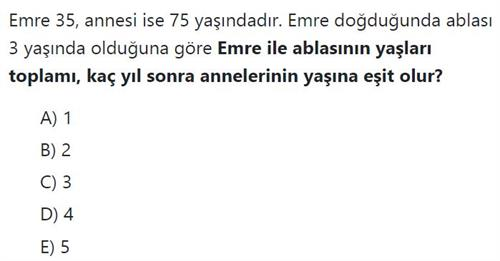 Emre 35, annesi ise 75 yaşındadır. Emre doğduğunda ablası
3 yaşında olduğuna göre Emre ile ablasının yaşları
toplamı, kaç yıl sonra annelerinin yaşına eşit olur?
A) 1
B) 2
C) 3
D) 4
E) 5